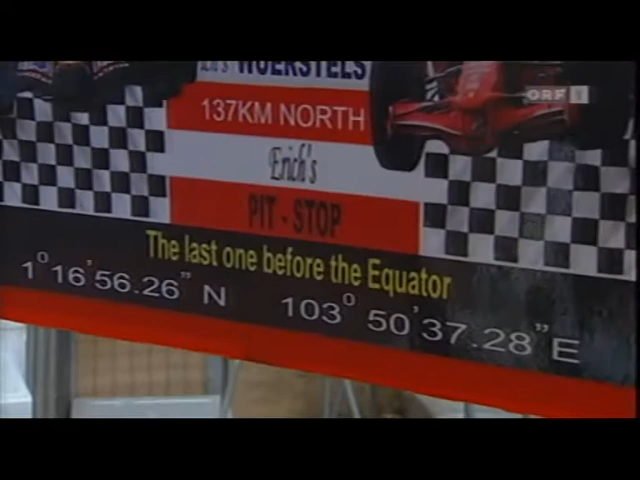 WUERSTELS
ORF 1
137KM NORTH
Erich's
PIT - STOP
The last one before the Equator
1° 16'56.26" N 103° 50'37.28" E